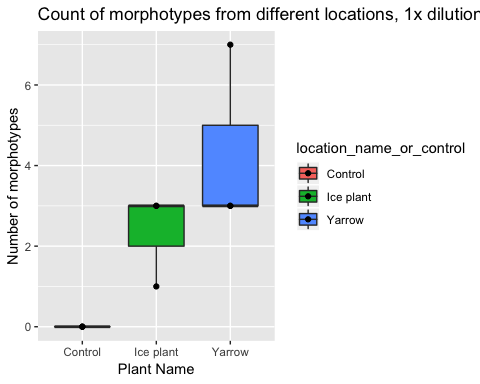 Count of morphotypes from different locations, 1x dilution
Number of morphotypes
6
4
2
0
Control
Ice plant
Yarrow
Plant Name
location_name_or_control
Control
Ice plant
Yarrow